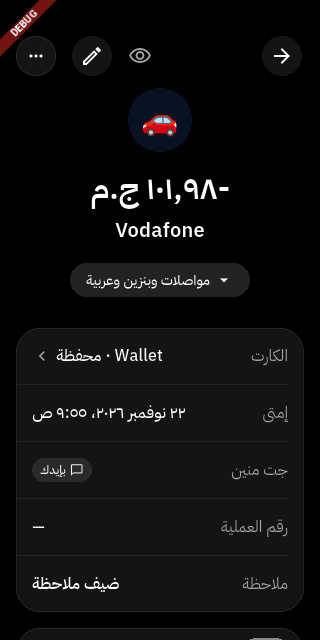 DEBUG
-١٠١,٩٨ ج.م
Vodafone
مواصلات وبنزين وعربية
الكارت
محفظة · Wallet
إمتى
٢٢ نوفمبر ٢٠٢٦، ٩:٥٥ ص
جت منين
بإيدك
رقم العملية
—
ملاحظة
ضيف ملاحظة